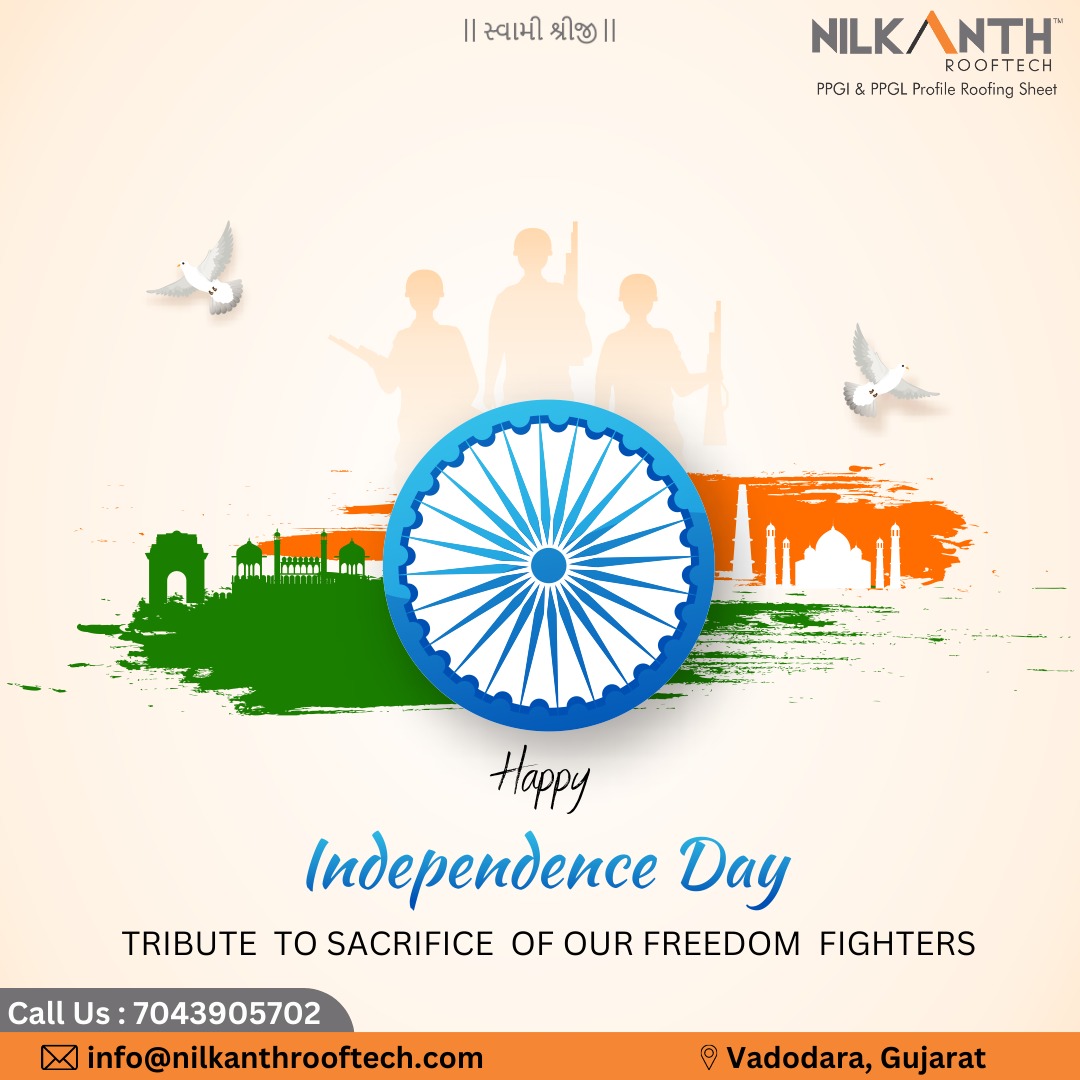 || સ્વામી શ્રીજી ||
NILKANTH™
ROOFTECH
PPGI & PPGL Profile Roofing Sheet
Happy
Independence Day
TRIBUTE TO SACRIFICE OF OUR FREEDOM FIGHTERS
Call Us : 7043905702
info@nilkanthrooftech.com
Vadodara, Gujarat